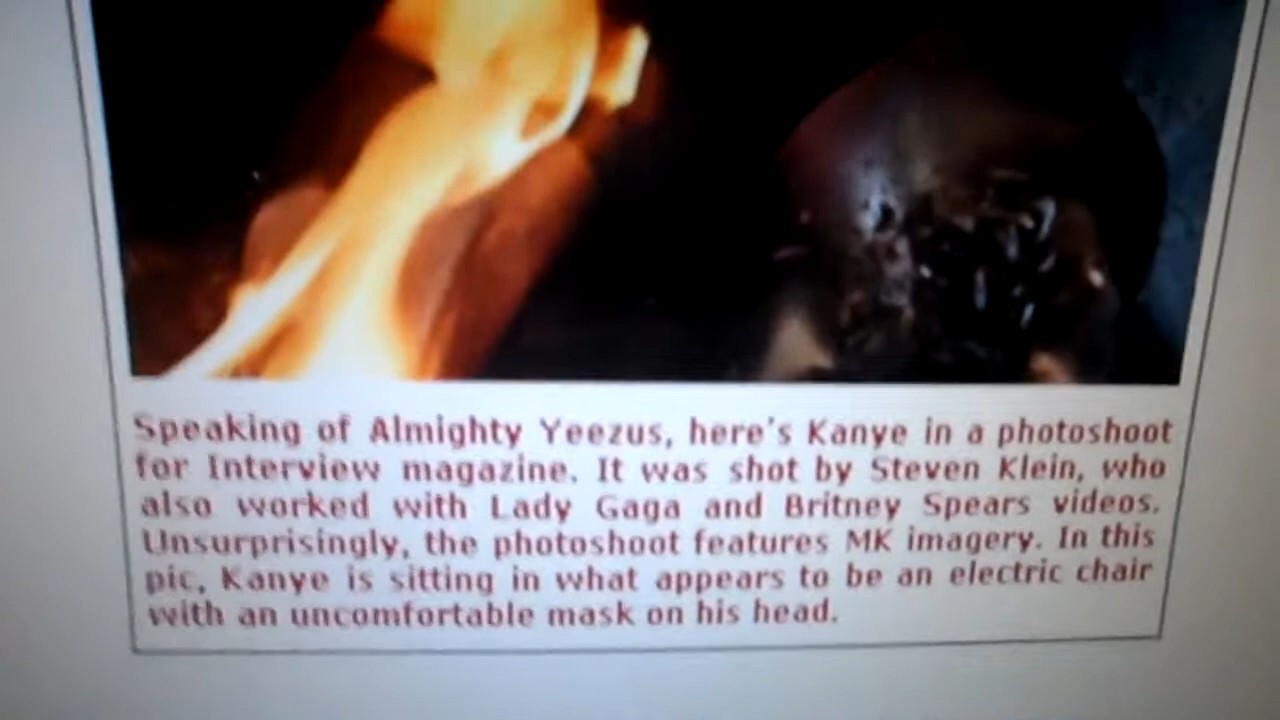 Speaking of Almighty Yeezus, here's Kanye in a photoshoot
for Interview magazine. It was shot by Steven Klein, who
also worked with Lady Gaga and Britney Spears videos.
Unsurprisingly, the photoshoot features MK imagery. In this
pic, Kanye is sitting in what appears to be an electric chair
with an uncomfortable mask on his head.